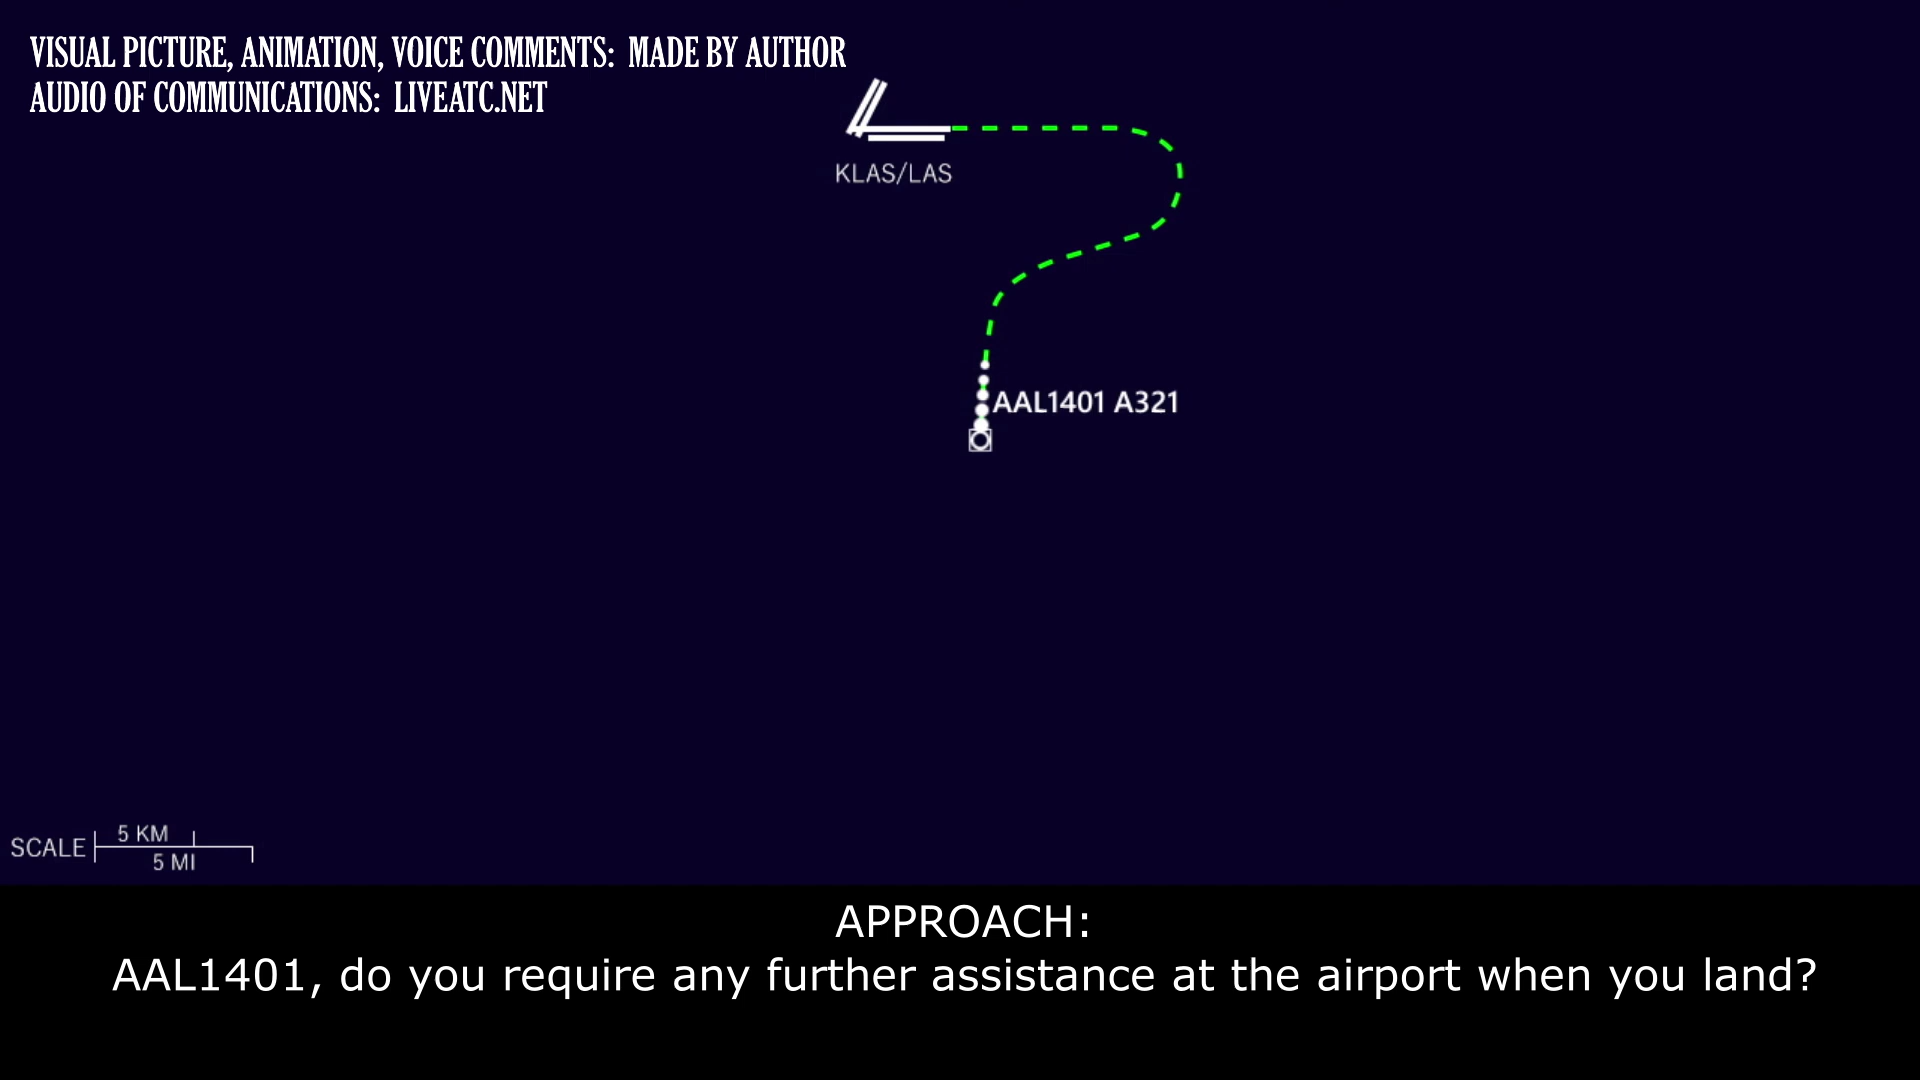 VISUAL PICTURE, ANIMATION, VOICE COMMENTS: MADE BY AUTHOR
AUDIO OF COMMUNICATIONS: LIVEATC.NET
KLAS/LAS
AAL1401 A321
5 KM
SCALE
5 MI
APPROACH:
AAL1401, do you require any further assistance at the airport when you land?